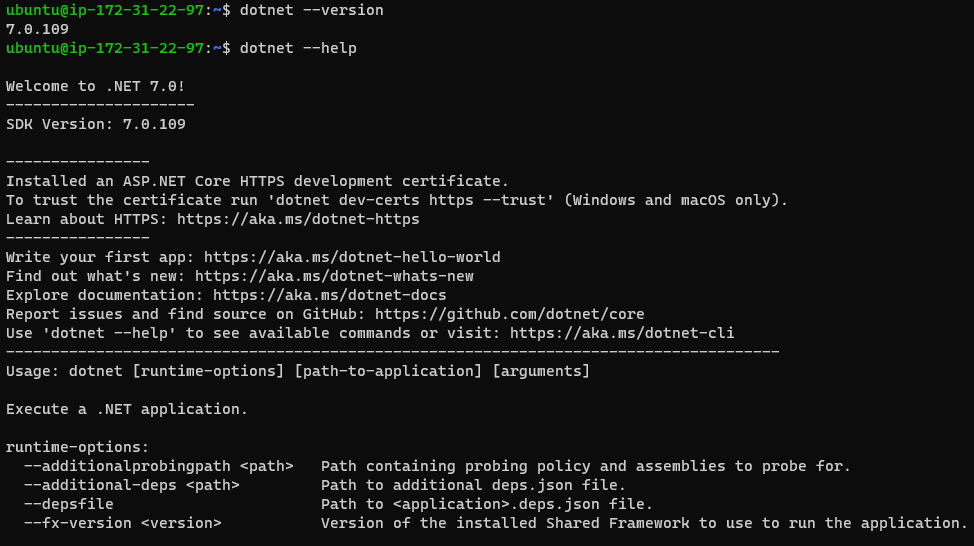 ubuntu@ip-172-31-22-97:~$ dotnet --version
7.0.109
ubuntu@ip-172-31-22-97:~$ dotnet --help
Welcome to .NET 7.0!
---------------------
SDK Version: 7.0.109
----------------
Installed an ASP.NET Core HTTPS development certificate.
To trust the certificate run 'dotnet dev-certs https --trust' (Windows and macOS only).
Learn about HTTPS: https://aka.ms/dotnet-https
----------------
Write your first app: https://aka.ms/dotnet-hello-world
Find out what's new: https://aka.ms/dotnet-whats-new
Explore documentation: https://aka.ms/dotnet-docs
Report issues and find source on GitHub: https://github.com/dotnet/core
Use 'dotnet --help' to see available commands or visit: https://aka.ms/dotnet-cli
--------------------------------------------------------------------------------------
Usage: dotnet [runtime-options] [path-to-application] [arguments]
Execute a .NET application.
runtime-options:
  --additionalprobingpath <path>   Path containing probing policy and assemblies to probe for.
  --additional-deps <path>         Path to additional deps.json file.
  --depsfile                       Path to <application>.deps.json file.
  --fx-version <version>           Version of the installed Shared Framework to use to run the application.